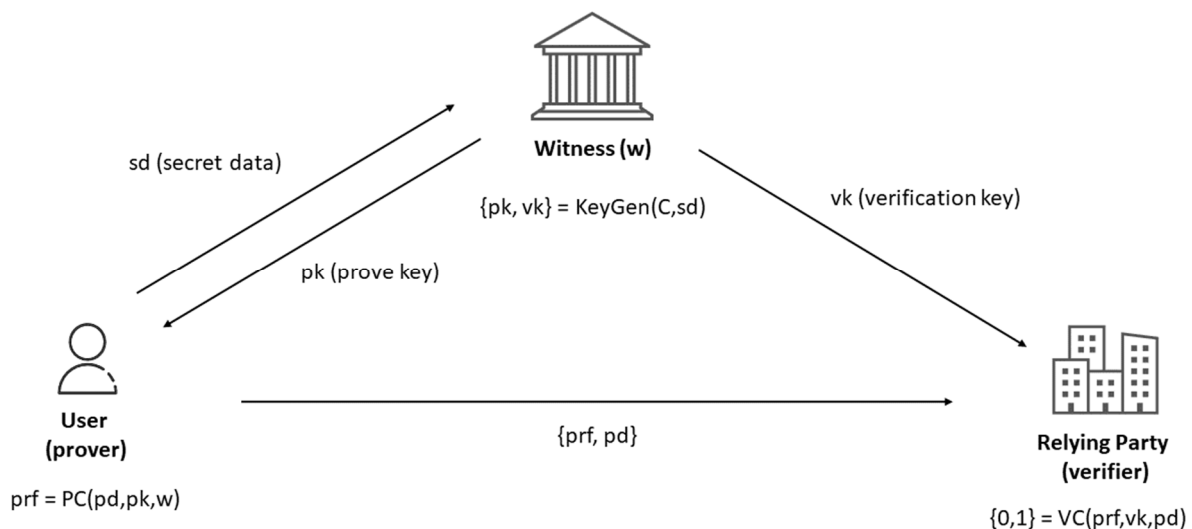 Witness (w)
sd (secret data)
{pk, vk} = KeyGen(C,sd)
vk (verification key)
pk (prove key)
User
(prover)
{prf, pd}
Relying Party
(verifier)
prf = PC(pd,pk,w)
{0,1} = VC(prf,vk,pd)